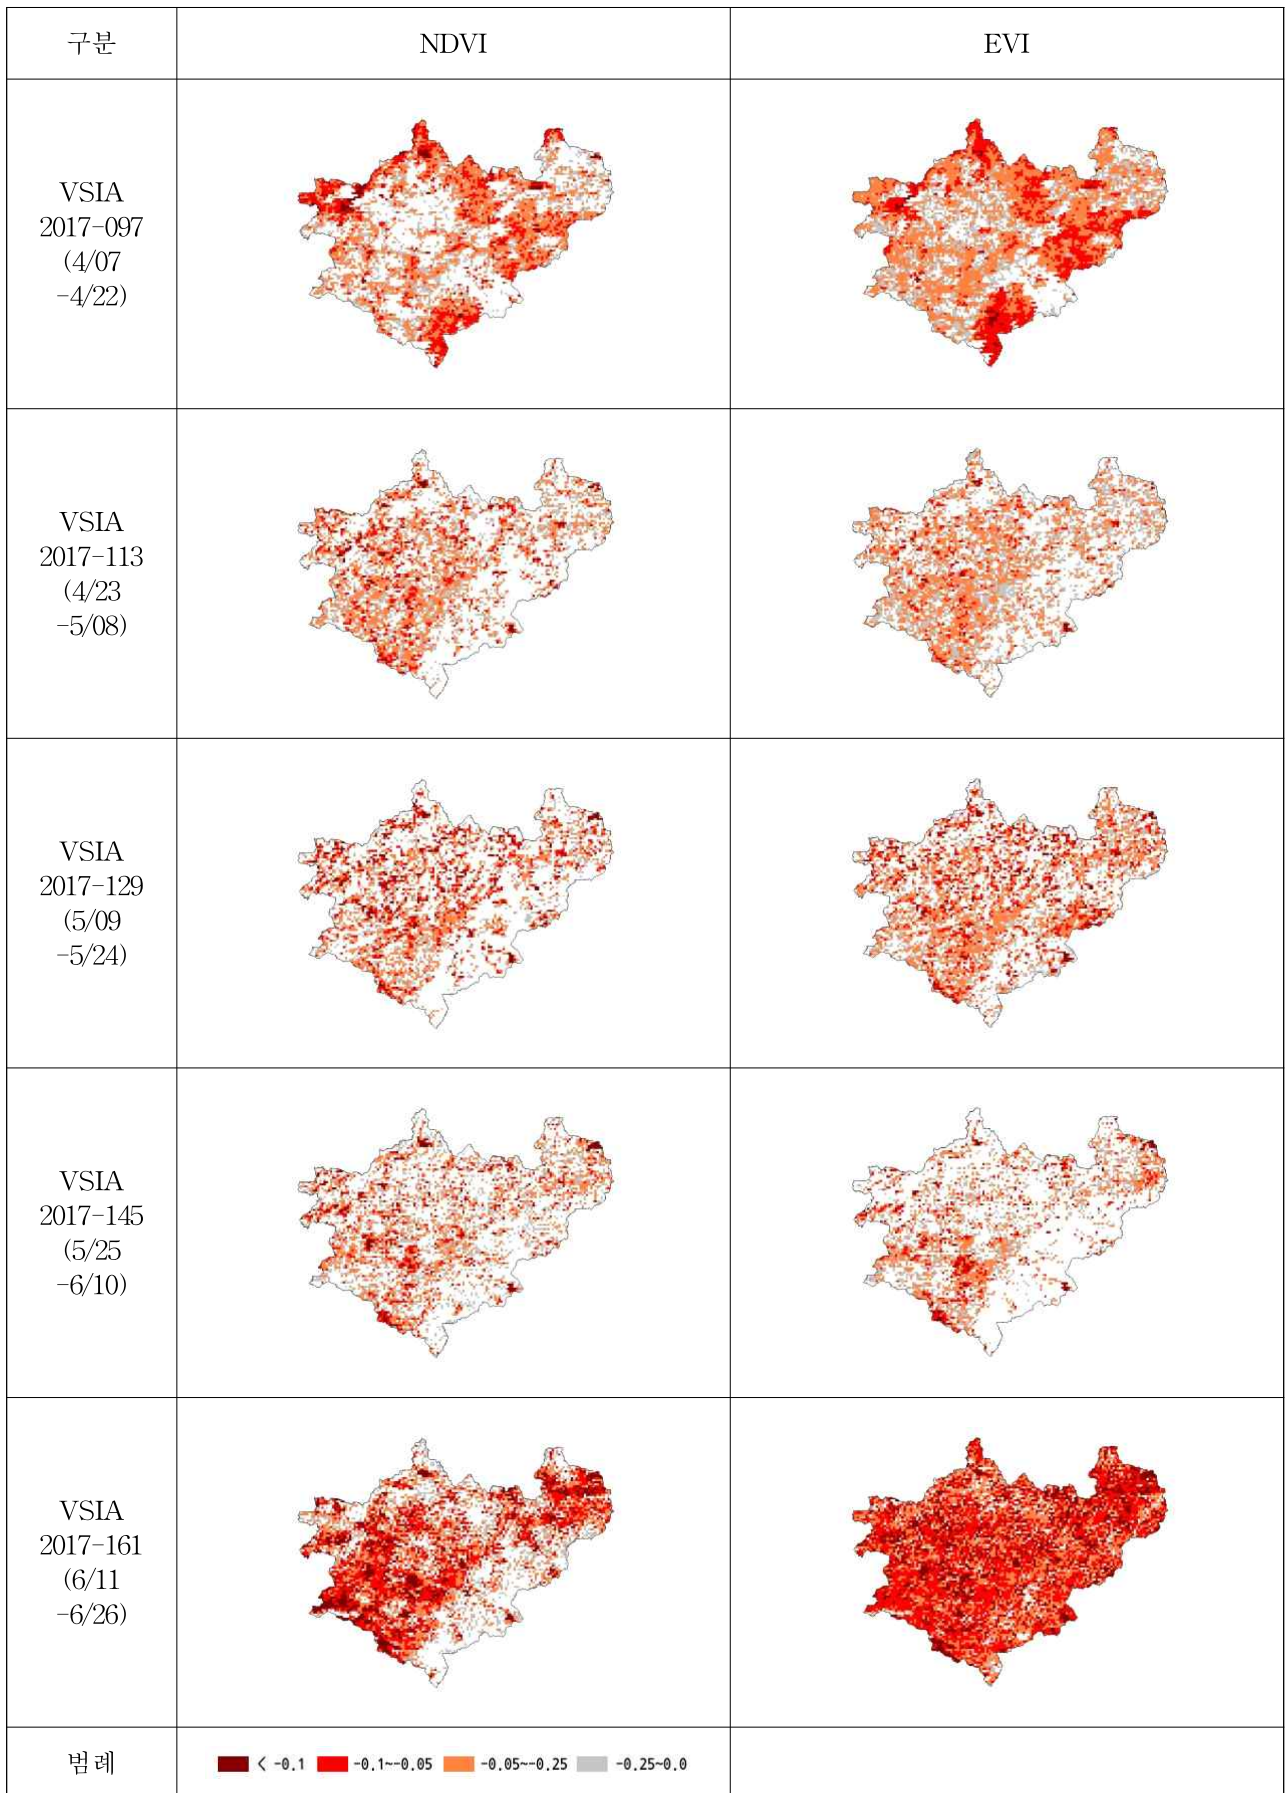 구분
NDVI
EVI
VSIA
2017-097
(4/07
-4/22)
VSIA
2017-113
(4/23
-5/08)
VSIA
2017-129
(5/09
-5/24)
VSIA
2017-145
(5/25
-6/10)
VSIA
2017-161
(6/11
-6/26)
범례
< -0.1 -0.1~-0.05 -0.05~-0.25 -0.25~0.0